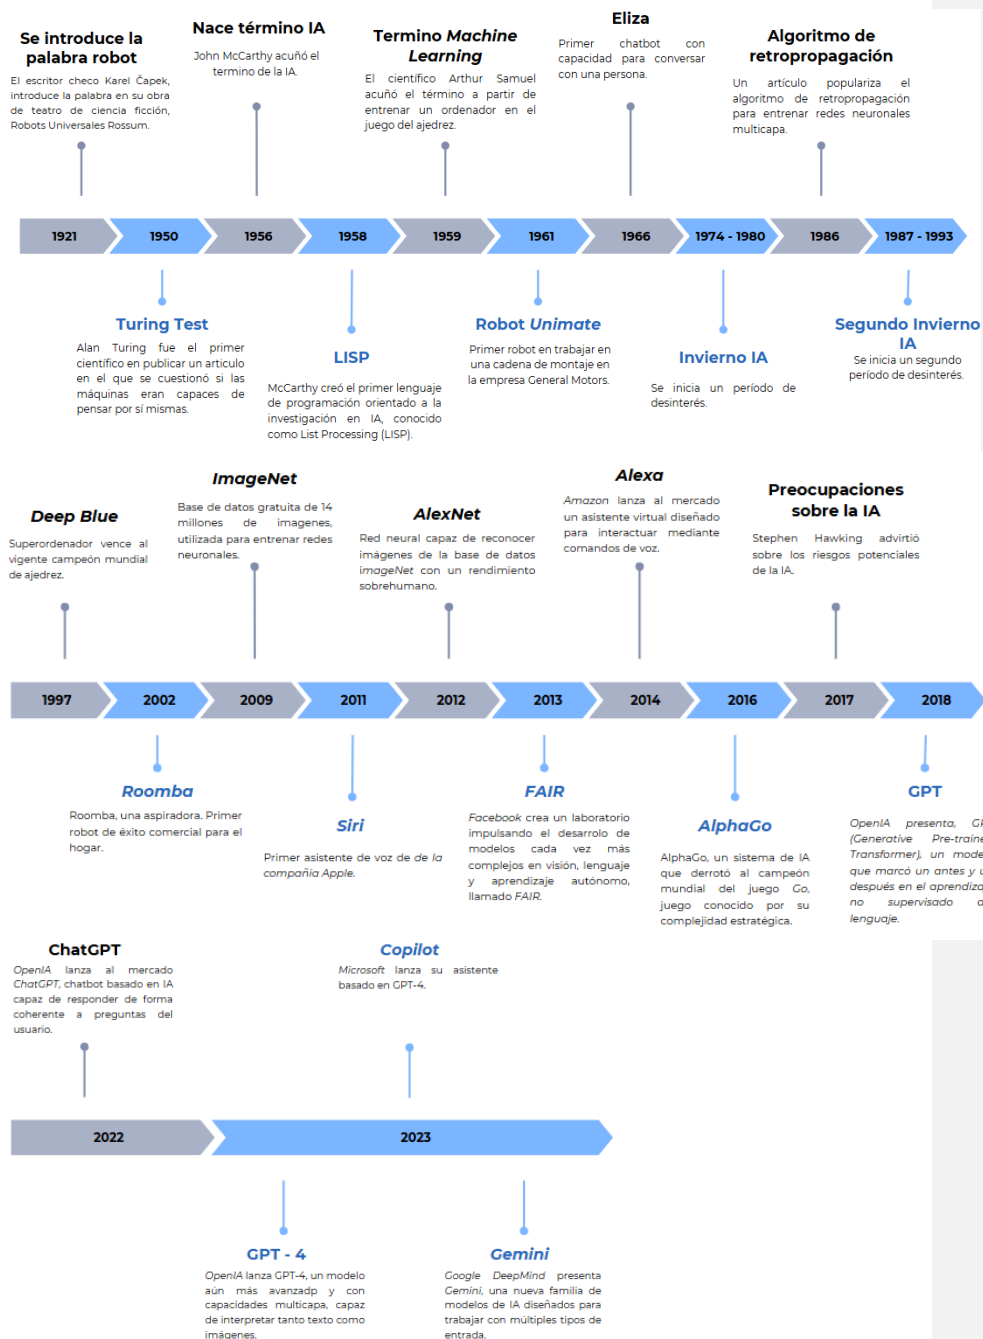 Se introduce la
palabra robot
El escritor checo Karel Čapek,
introduce la palabra en su obra
de teatro de ciencia ficción,
Robots Universales Rossum.
Nace término IA
John McCarthy acuñó el
termino de la IA.
Termino Machine
Learning
El científico Arthur Samuel
acuñó el término a partir de
entrenar un ordenador en el
juego del ajedrez.
Eliza
Primer chatbot con
capacidad para conversar
con una persona.
Algoritmo de
retropropagación
Un artículo populariza el
algoritmo de retropropagación
para entrenar redes neuronales
multicapa.
1921
1950
1956
1958
1959
1961
1966
1974 - 1980
1986
1987 - 1993
Turing Test
Alan Turing fue el primer
científico en publicar un articulo
en el que se cuestionó si las
máquinas eran capaces de
pensar por sí mismas.
LISP
McCarthy creó el primer lenguaje
de programación orientado a la
investigación en IA, conocido
como List Processing (LISP).
Robot Unimate
Primer robot en trabajar en
una cadena de montaje en
la empresa General Motors.
Invierno IA
Se inicia un período de
desinterés.
Segundo Invierno
IA
Se inicia un segundo
período de desinterés.
Deep Blue
Superordenador vence al
vigente campeón mundial
de ajedrez.
ImageNet
Base de datos gratuita de 14
millones de imagenes,
utilizada para entrenar redes
neuronales.
AlexNet
Red neural capaz de reconocer
imágenes de la base de datos
imageNet con un rendimiento
sobrehumano.
Alexa
Amazon lanza al mercado
un asistente virtual diseñado
para interactuar mediante
comandos de voz.
Preocupaciones
sobre la IA
Stephen Hawking advirtió
sobre los riesgos potenciales
de la IA.
1997
2002
2009
2011
2012
2013
2014
2016
2017
2018
Roomba
Roomba, una aspiradora. Primer
robot de éxito comercial para el
hogar.
Siri
Primer asistente de voz de de la
compañia Apple.
FAIR
Facebook crea un laboratorio
impulsando el desarrolo de
modelos cada vez más
complejos en visión, lenguaje
y aprendizaje autónomo,
llamado FAIR.
AlphaGo
AlphaGo, un sistema de IA
que derrotó al campeón
mundial del juego Go,
juego conocido por su
complejidad estratégica.
GPT
OpenIA presenta,
(Generative
Transformer), un
que marcó un antes y
después en el
no supervisado
lenguaje.
ChatGPT
OpenIA lanza al mercado
ChatGPT, chatbot basado en IA
capaz de responder de forma
coherente a preguntas del
usuario.
Copilot
Microsoft lanza su asistente
basado en GPT-4.
2022
2023
GPT - 4
OpenIA lanza GPT-4, un modelo
aún más avanzadp y con
capacidades multicapa, capaz
de interpretar tanto texto como
imágenes.
Gemini
Google DeepMind presenta
Gemini, una nueva familia de
modelos de IA diseñados para
trabajar con múltiples tipos de
entrada.